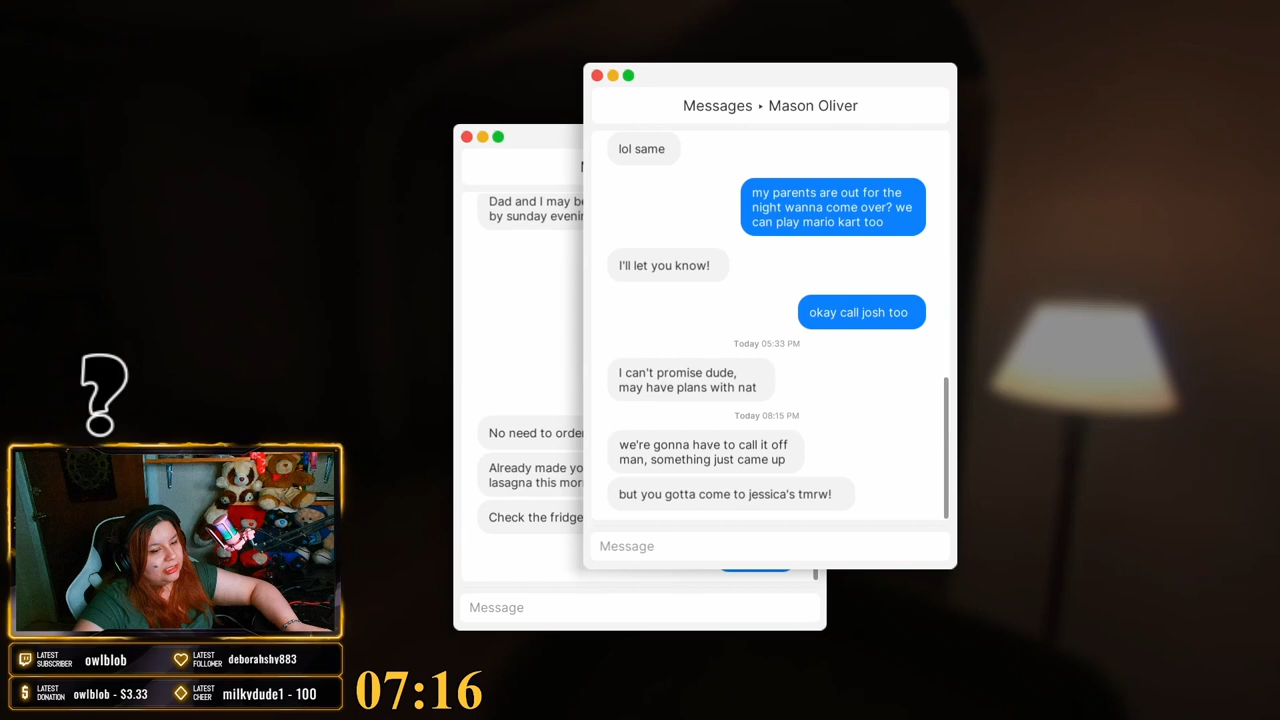 Messages ▸ Mason Oliver
lol same
my parents are out for the
night wanna come over? we
can play mario kart too
I'll let you know!
okay call josh too
Today 05:33 PM
I can't promise dude,
may have plans with nat
Today 08:15 PM
we're gonna have to call it off
man, something just came up
but you gotta come to jessica's tmrw!
Message
Dad and I may
by sunday
No need to
Already made
lasagna this
Check the fridge
Message
?
LATEST SUBSCRIBER owlblob
LATEST FOLLOWER deborahshy883
$ LATEST DONATION owlblob - $3.33
LATEST CHEER milkydude1 - 100
07:16